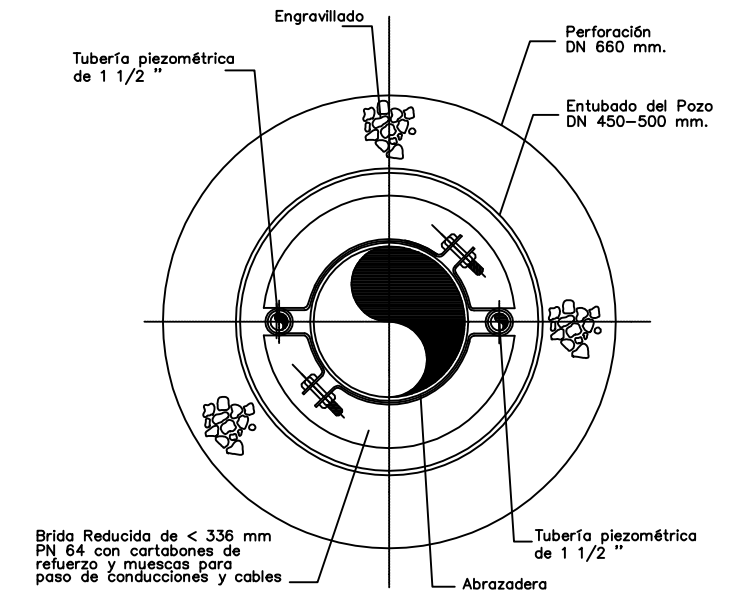 Engravillado
Tubería piezométrica
de 1 1/2 "
Perforación
DN 660 mm.
Entubado del Pozo
DN 450-500 mm.
Brida Reducida de < 336 mm
PN 64 con cartabones de
refuerzo y muescas para
paso de conducciones y cables
Tubería piezométrica
de 1 1/2 "
Abrazadera